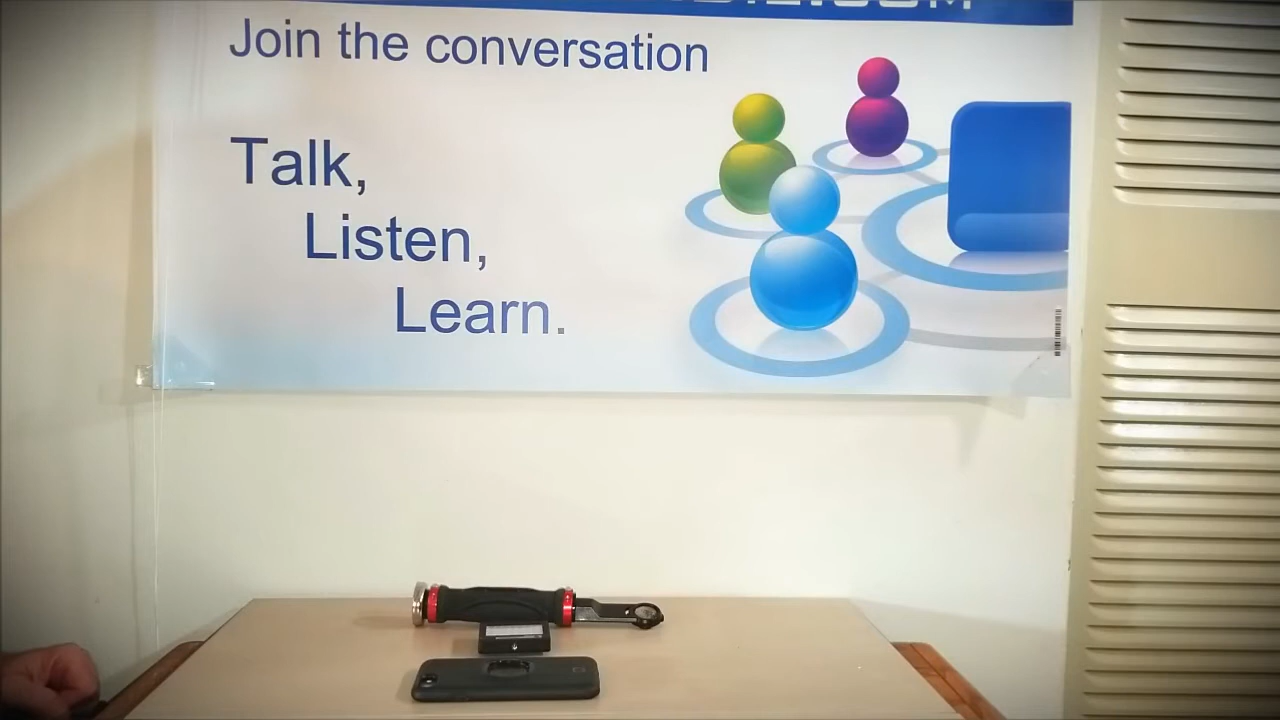 Join the conversation
Talk,
Listen,
Learn.